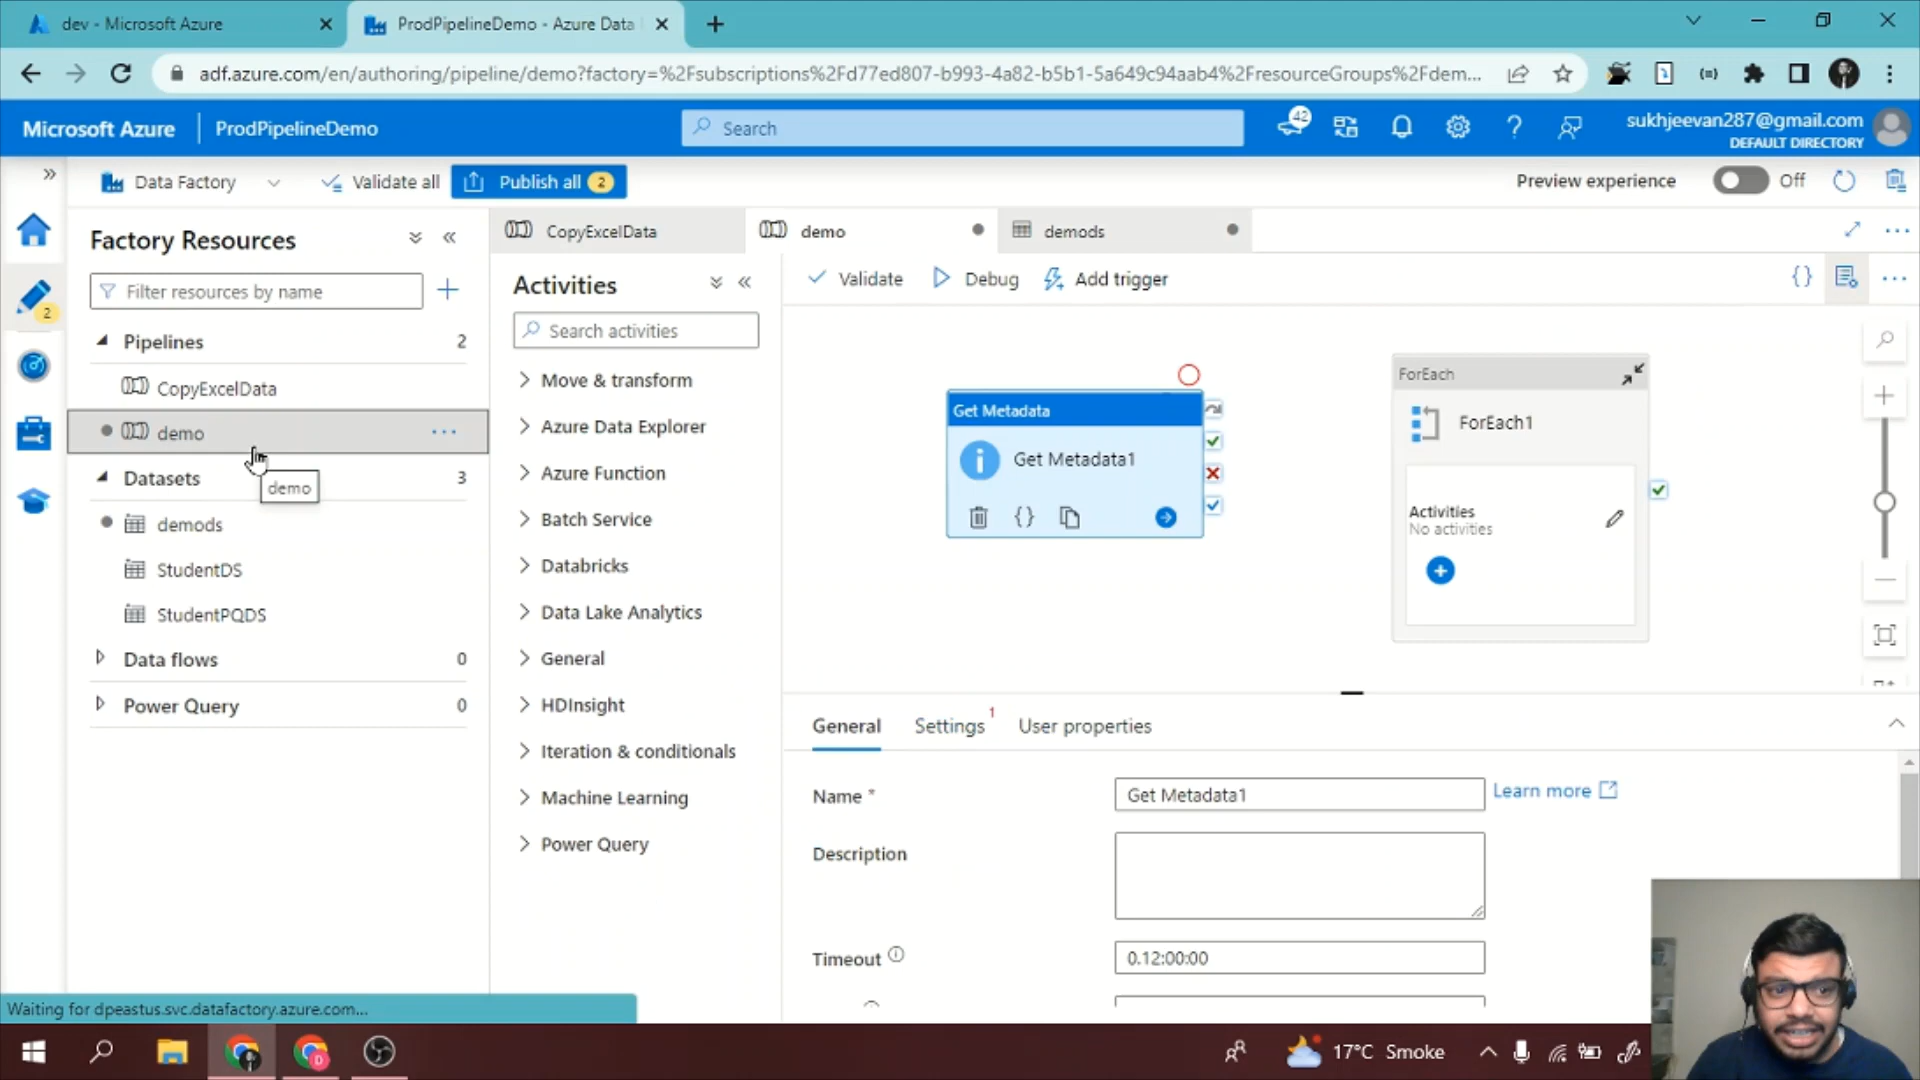 dev - Microsoft Azure
ProdPipelineDemo - Azure Data
adf.azure.com/en/authoring/pipeline/demo?factory=%2Fsubscriptions%2Fd77ed807-b993-4a82-b5b1-5a649c94aab4%2FresourceGroups%2Fdem...
Microsoft Azure
ProdPipelineDemo
Search
42
sukhjeevan287@gmail.com
DEFAULT DIRECTORY
Data Factory
Validate all
Publish all 2
Preview experience
Off
Factory Resources
CopyExcelData
demo
demods
Filter resources by name
Activities
Validate
Debug
Add trigger
2
Pipelines 2
Search activities
CopyExcelData
demo
Datasets 3
demo
demods
StudentDS
StudentPQDS
Data flows 0
Power Query 0
Move & transform
Azure Data Explorer
Azure Function
Batch Service
Databricks
Data Lake Analytics
General
HDInsight
Iteration & conditionals
Machine Learning
Power Query
Get Metadata
Get Metadata1
ForEach
ForEach1
Activities
No activities
General
Settings 1
User properties
Name *
Get Metadata1
Learn more
Description
Timeout
0.12:00:00
Waiting for dpeastus.svc.datafactory.azure.com...
17°C Smoke